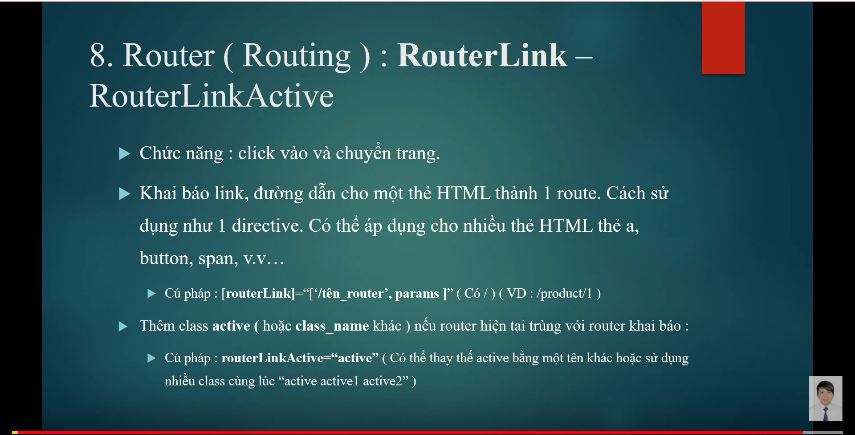 8. Router ( Routing ) : RouterLink –
RouterLinkActive
Chức năng : click vào và chuyển trang.
Khai báo link, đường dẫn cho một thẻ HTML thành 1 route. Cách sử
dụng như 1 directive. Có thể áp dụng cho nhiều thẻ HTML thẻ a,
button, span, v.v…
Cú pháp : [routerLink]=“[‘/tên_router’, params ]” ( Có / ) ( VD : /product/1 )
Thêm class active ( hoặc class_name khác ) nếu router hiện tại trùng với router khai báo :
Cú pháp : routerLinkActive=“active” ( Có thể thay thế active bằng một tên khác hoặc sử dụng
nhiều class cùng lúc “active active1 active2” )